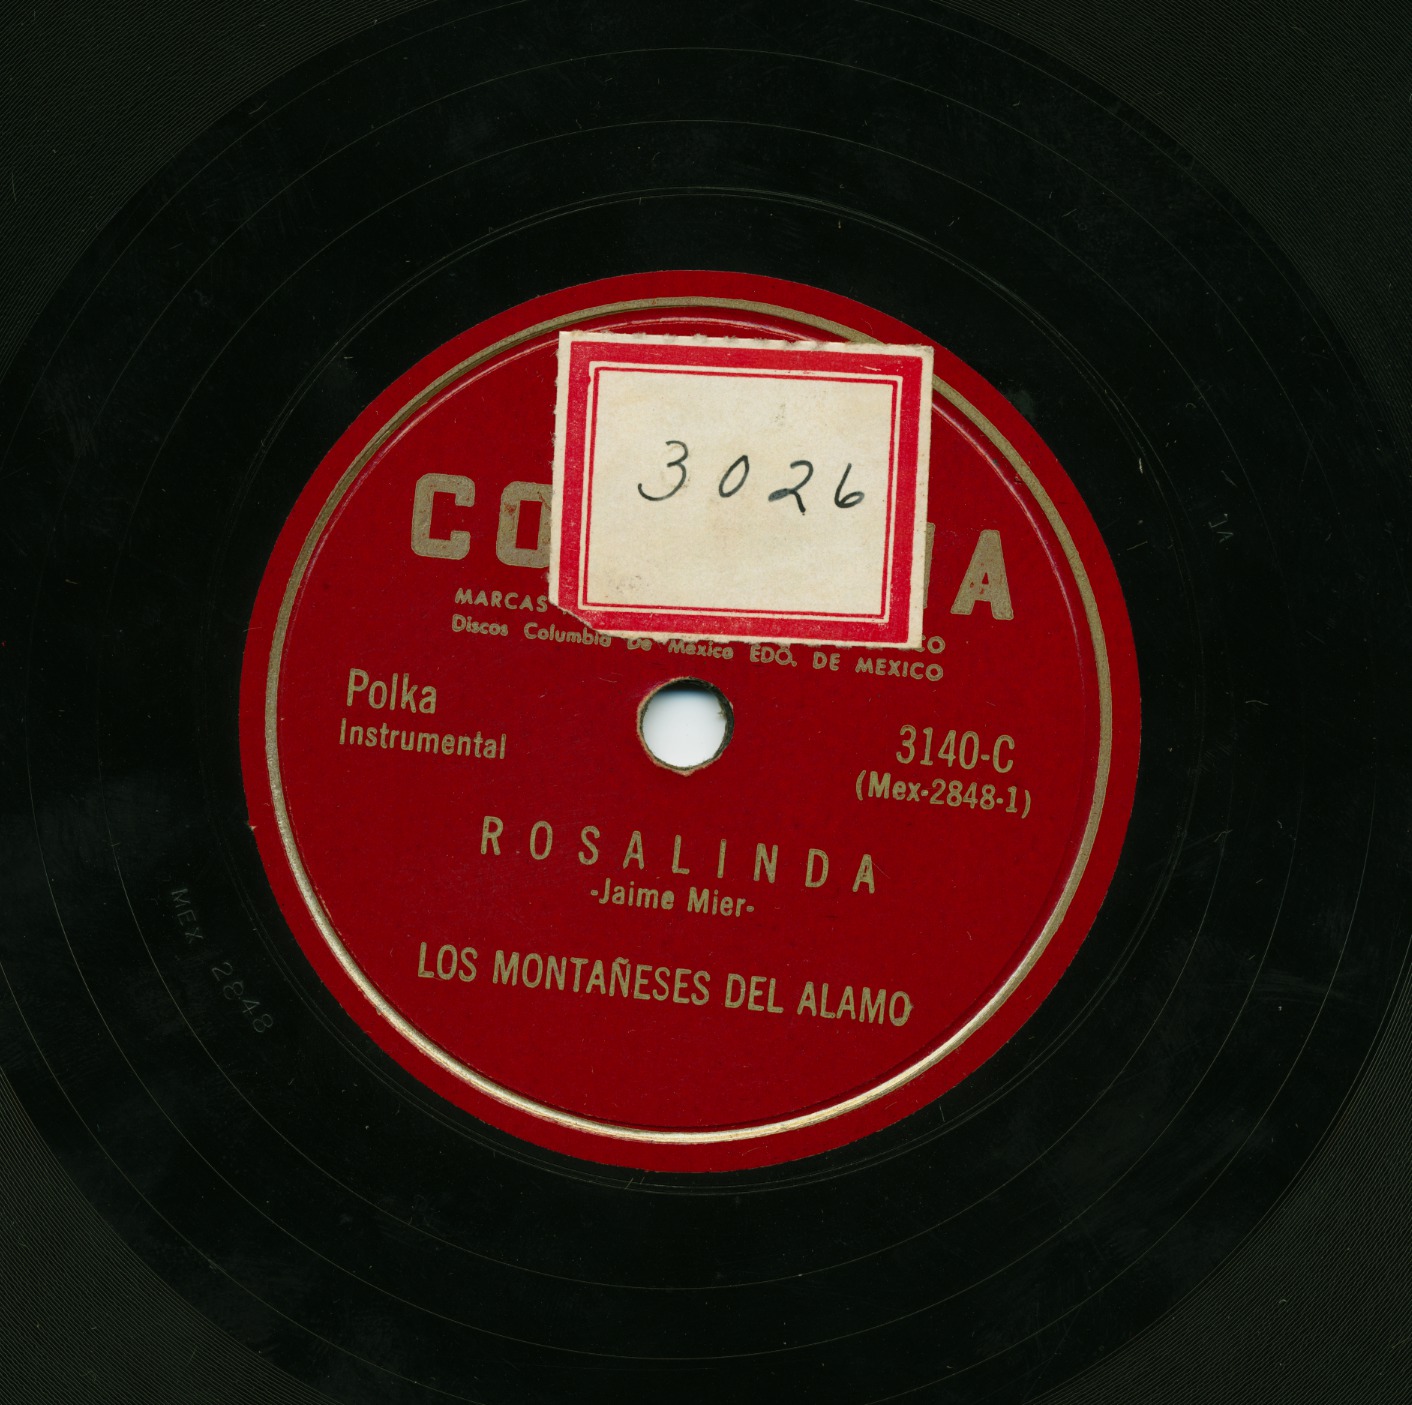 3026
MARCAS
Discos Columbia De Mexico EDO. DE MEXICO
Polka
Instrumental
3140-C
(Mex-2848-1)
ROSALINDA
-Jaime Mier-
LOS MONTAÑESES DEL ALAMO
MEX 2848